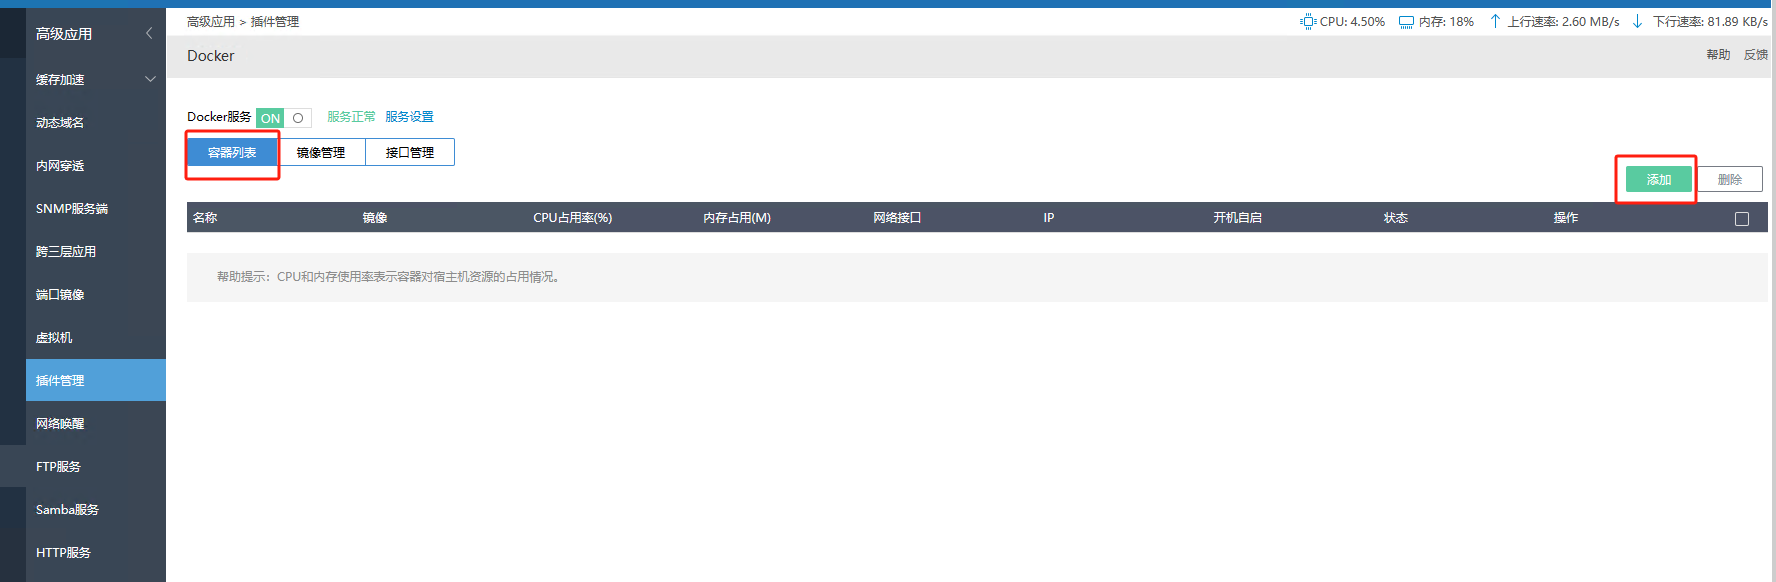 高级应用
缓存加速
动态域名
内网穿透
SNMP服务端
跨三层应用
端口镜像
虚拟机
插件管理
网络唤醒
FTP服务
Samba服务
HTTP服务
高级应用 > 插件管理
CPU: 4.50% 内存: 18% 上行速率: 2.60 MB/s 下行速率: 81.89 KB/s
Docker
帮助 反馈
Docker服务 ON 服务正常 服务设置
容器列表 镜像管理 接口管理
添加 删除
名称 镜像 CPU占用率(%) 内存占用(M) 网络接口 IP 开机自启 状态 操作
帮助提示：CPU和内存使用率表示容器对宿主机资源的占用情况。